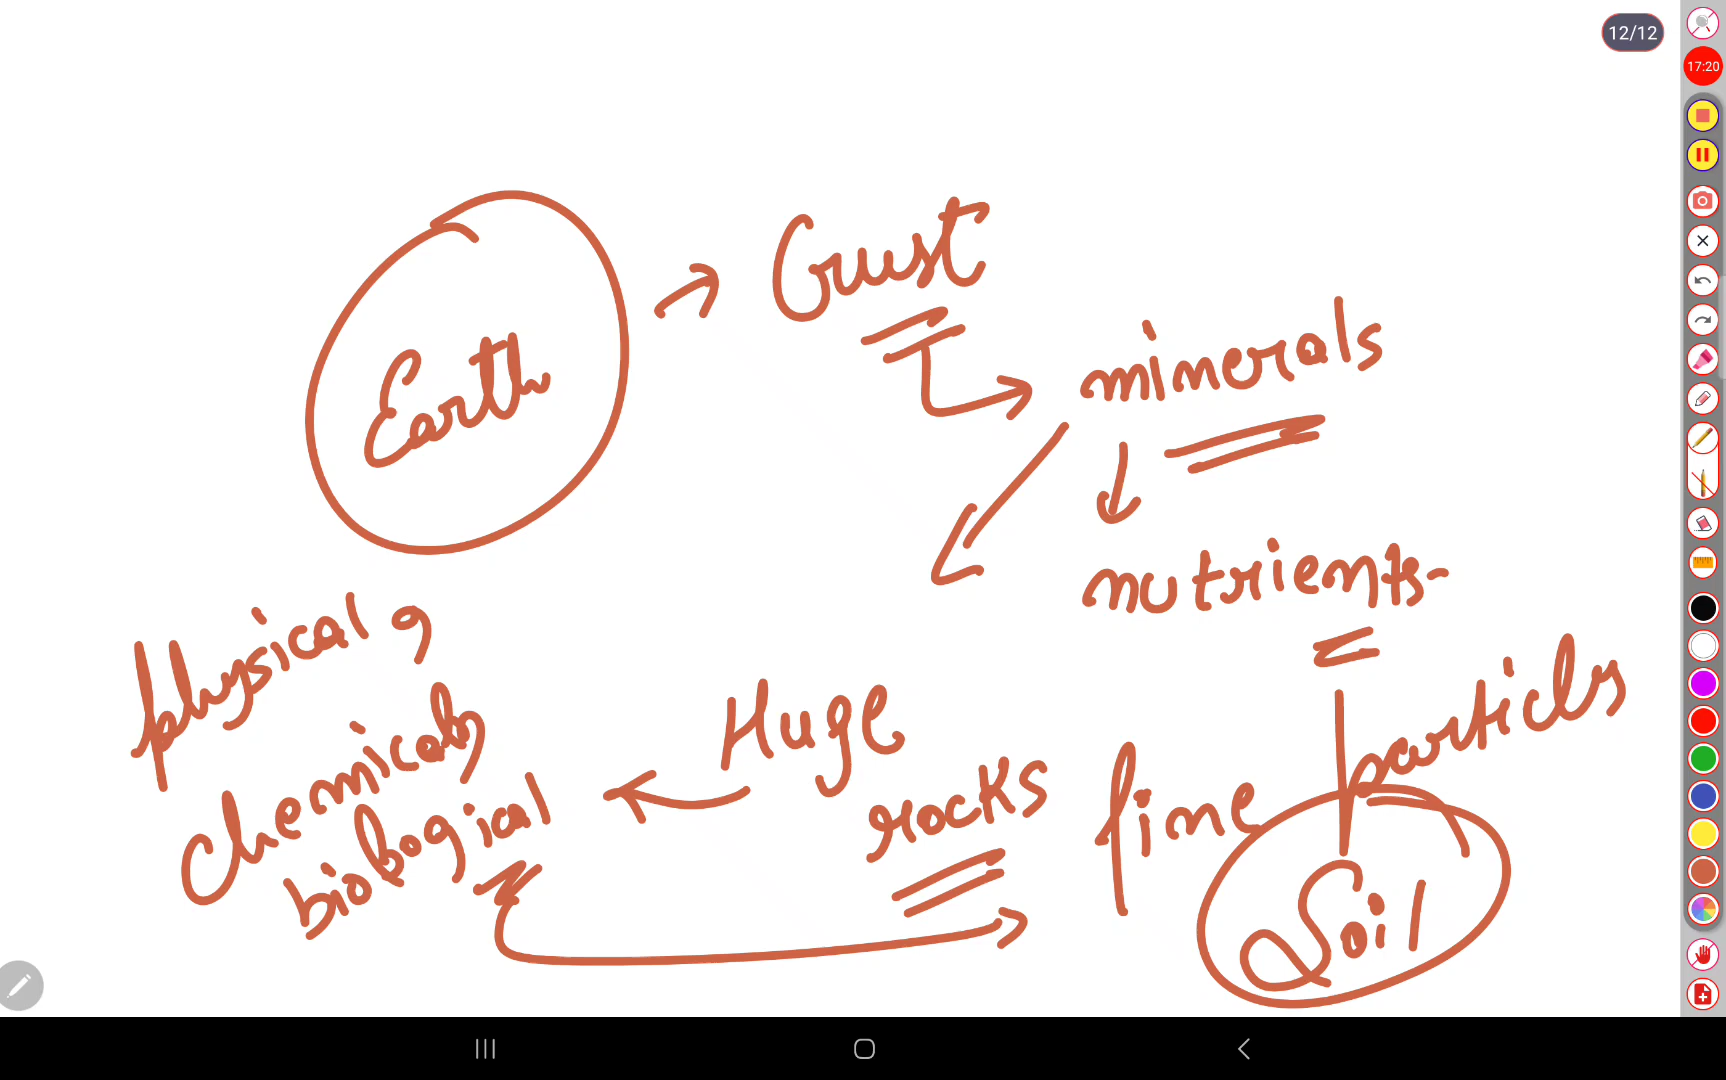 12/12
17:20
Crust
Earth
minerals
nutrients
physical,
chemical,
biological
Huge
rocks
fine
particles
Soil